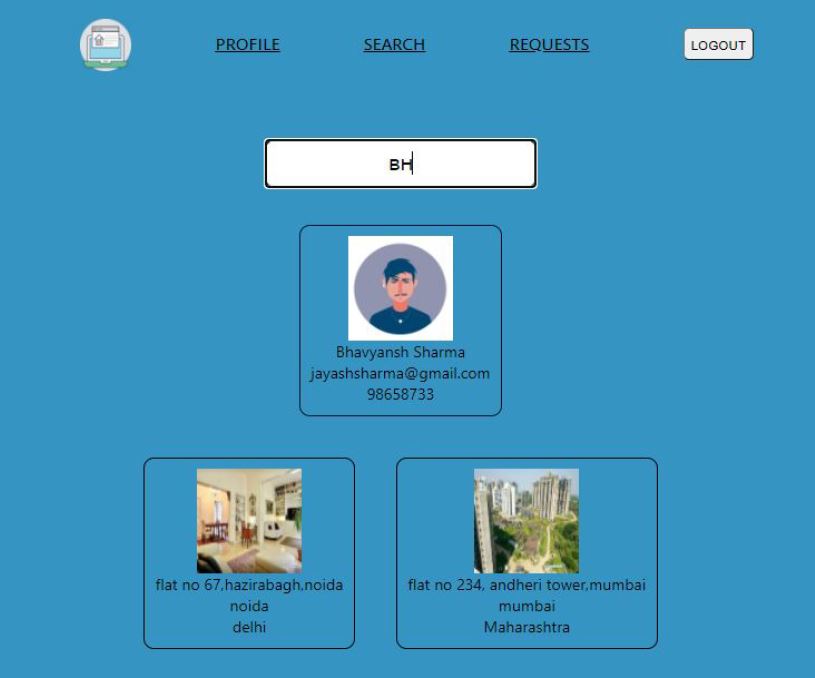 PROFILE SEARCH REQUESTS LOGOUT
BH
Bhavyansh Sharma
jayashsharma@gmail.com
98658733
flat no 67,hazirabagh,noida
noida
delhi
flat no 234, andheri tower,mumbai
mumbai
Maharashtra